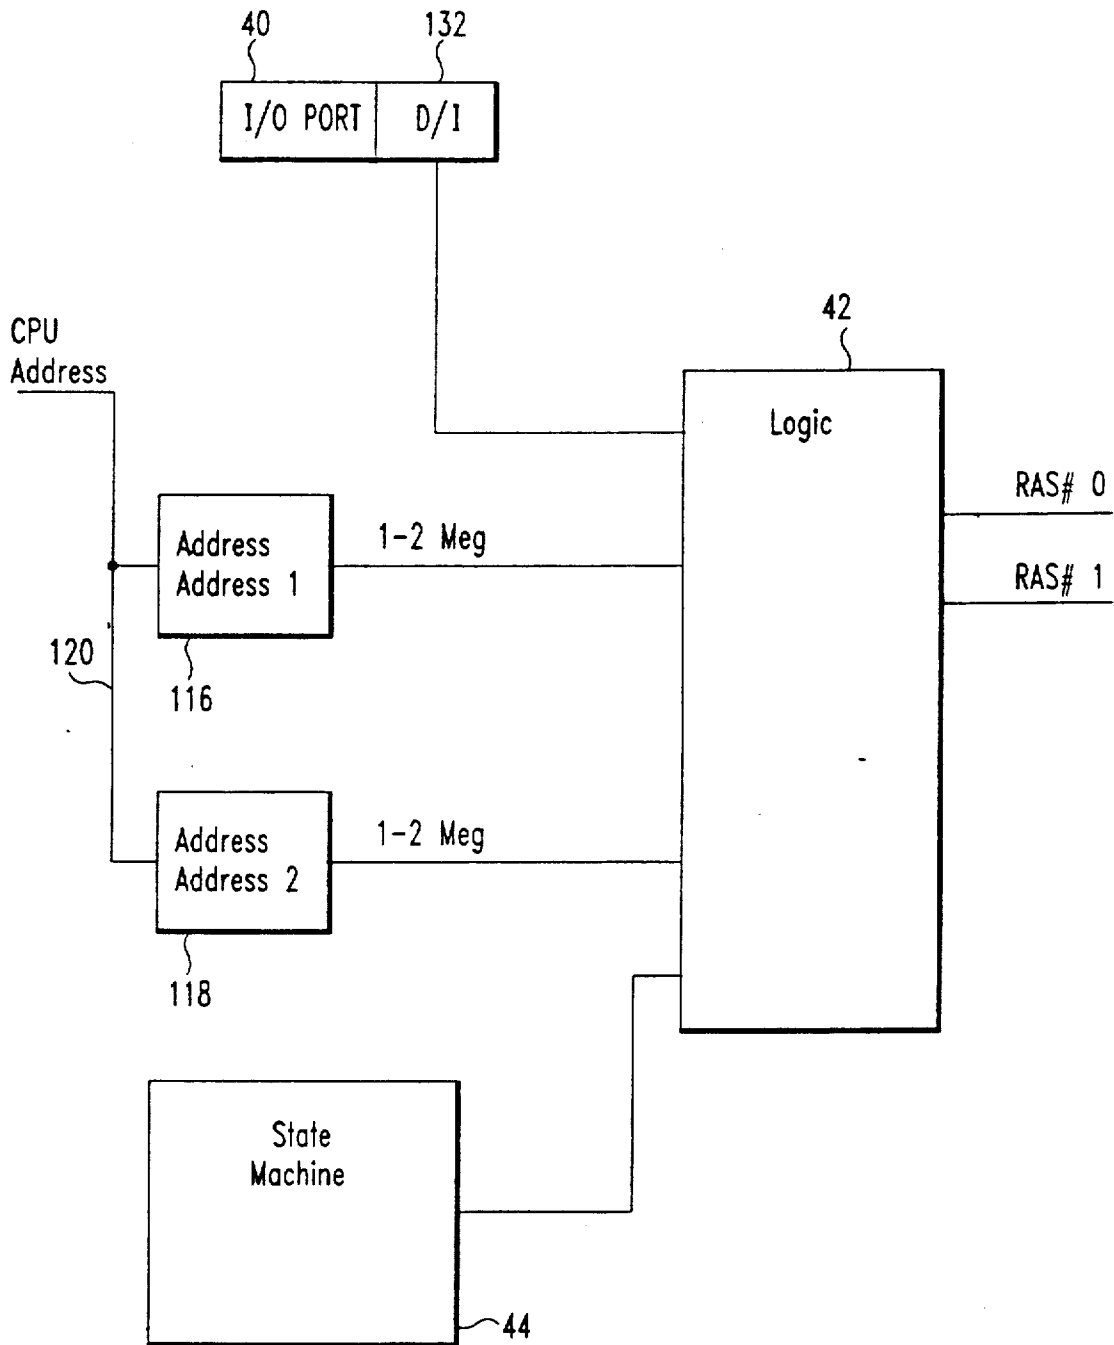 40
132
I/O PORT
D/I
CPU
Address
42
Logic
RAS# 0
RAS# 1
Address
Address 1
1-2 Meg
120
116
Address
Address 2
1-2 Meg
118
State
Machine
44